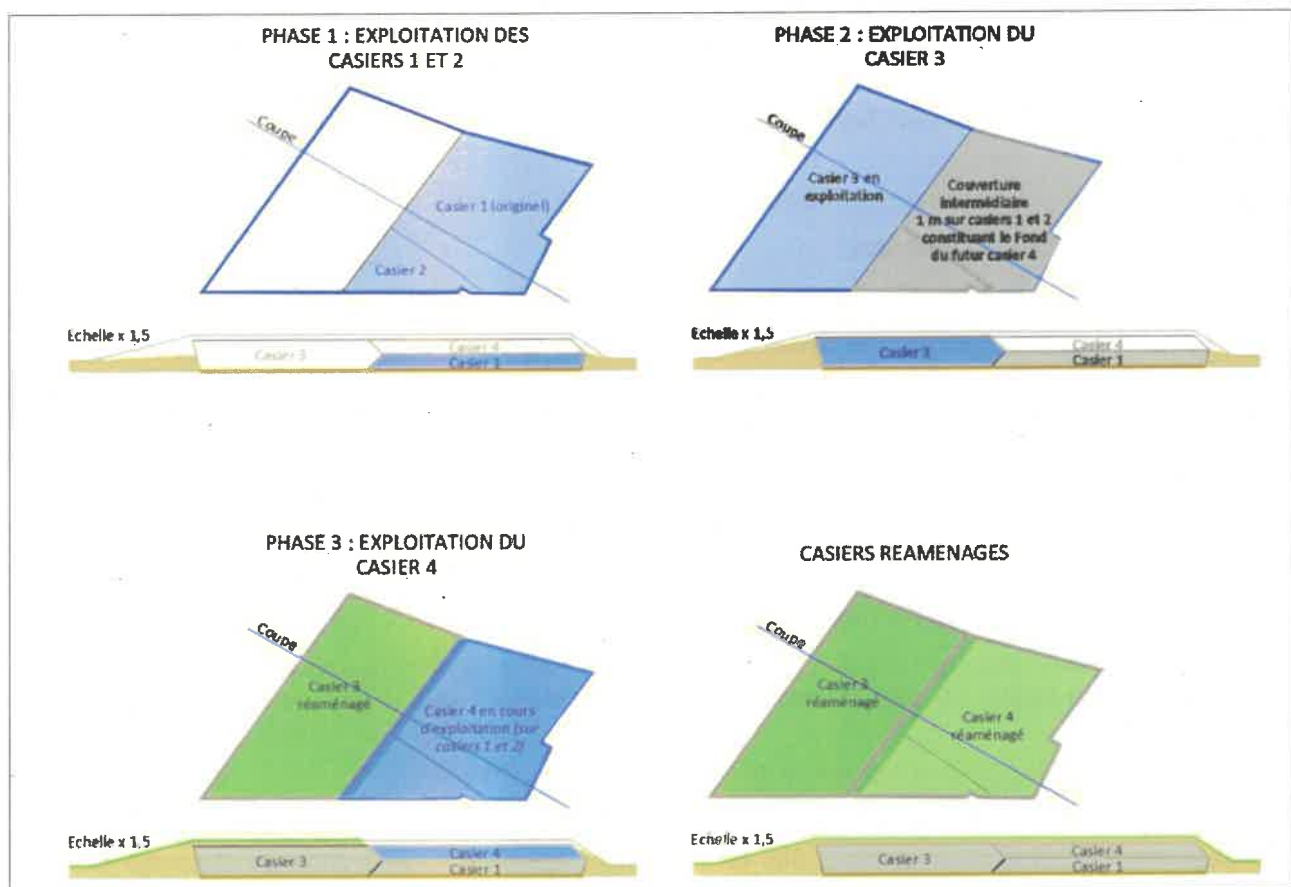 PHASE 1 : EXPLOITATION DES
CASIERS 1 ET 2
Coupe
Casier 1 (originel)
Casier 2
Echelle x 1,5
Casier 3
Casier 4
Casier 1
PHASE 2 : EXPLOITATION DU
CASIER 3
Coupe
Casier 3 en
exploitation
Couverture
intermédiaire
1 m sur casiers 1 et 2
constituant le Fond
du futur casier 4
Echelle x 1,5
Casier 3
Casier 4
Casier 1
PHASE 3 : EXPLOITATION DU
CASIER 4
Coupe
Casier 3
réaménagé
Casier 4 en cours
d'exploitation (sur
casiers 1 et 2)
Echelle x 1,5
Casier 3
Casier 4
Casier 1
CASIERS REAMENAGES
Coupe
Casier 3
réaménagé
Casier 4
réaménagé
Echelle x 1,5
Casier 3
Casier 4
Casier 1